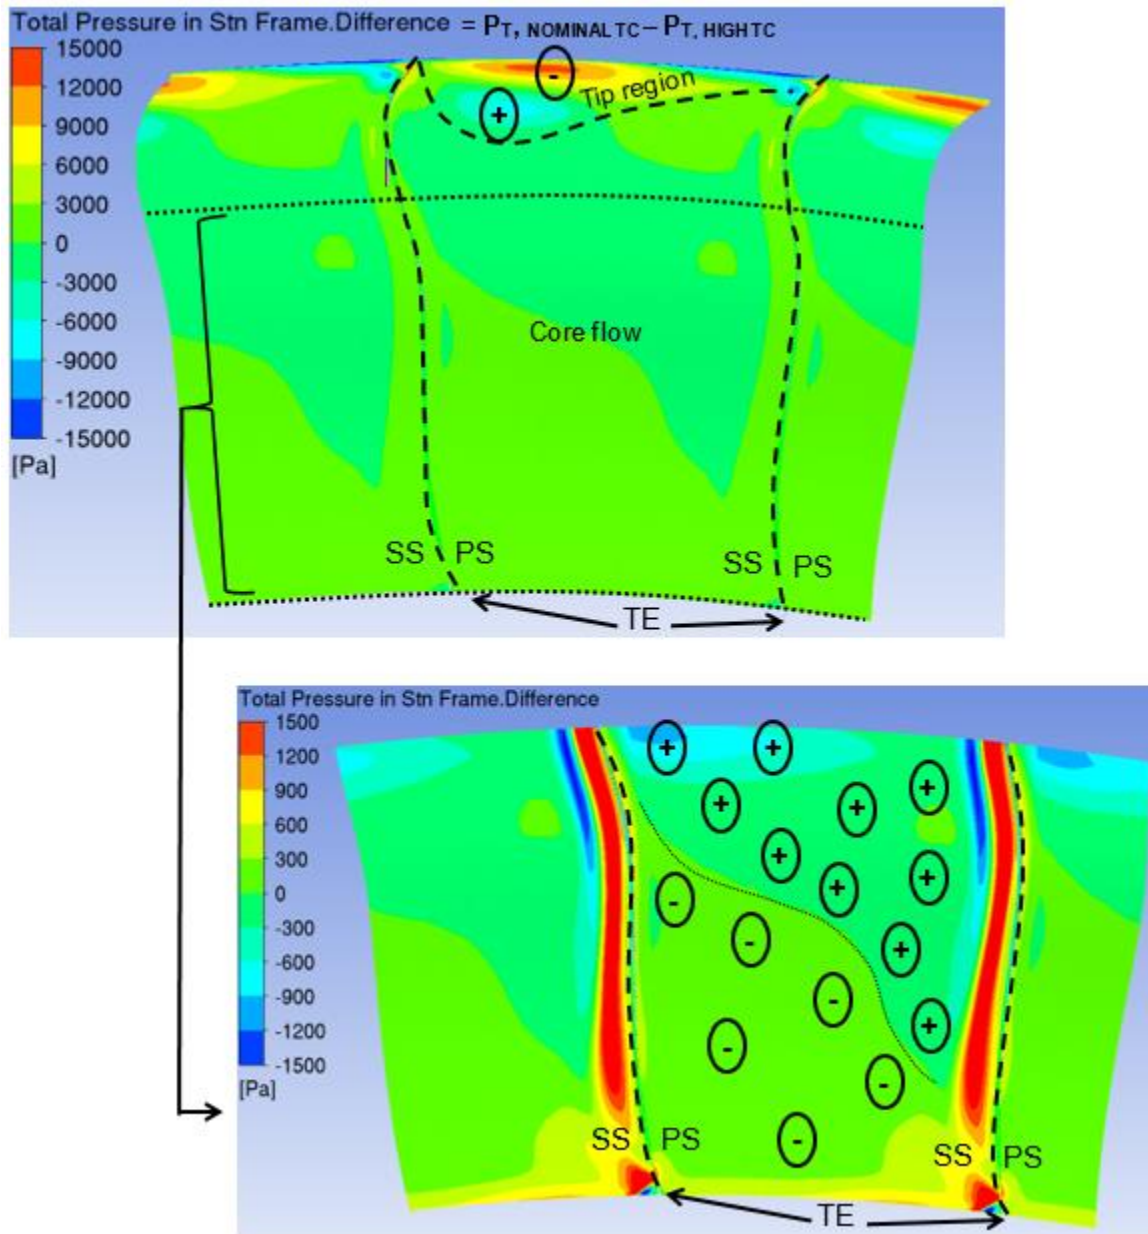 Total Pressure in Stn Frame.Difference = PT, NOMINAL TC – PT, HIGH TC
15000
12000
9000
6000
3000
0
-3000
-6000
-9000
-12000
-15000
[Pa]
-
+
Tip region
Core flow
SS PS
SS PS
TE
Total Pressure in Stn Frame.Difference
1500
1200
900
600
300
0
-300
-600
-900
-1200
-1500
[Pa]
+ +
+ + +
+ + +
- - +
- - +
-
-
SS PS
SS PS
TE